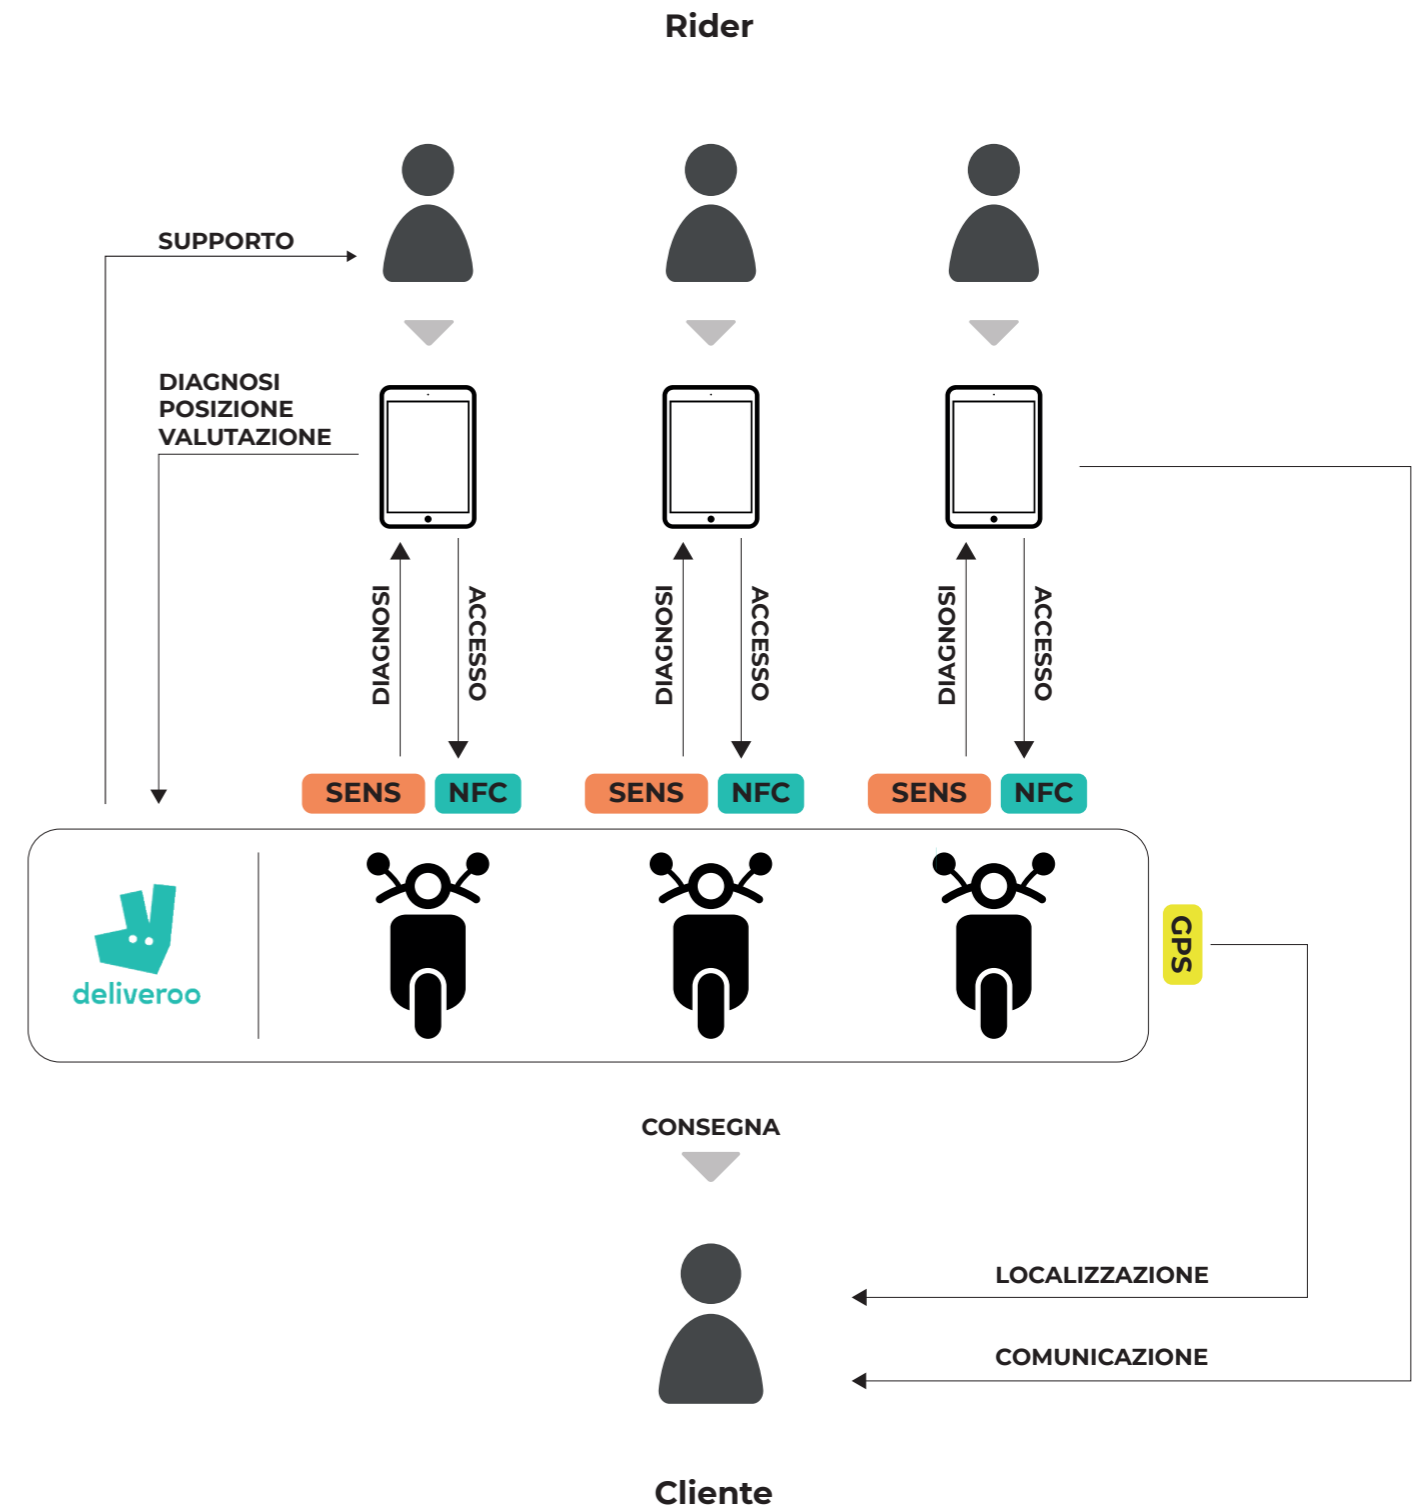 Rider
SUPPORTO
DIAGNOSI
POSIZIONE
VALUTAZIONE
DIAGNOSI
ACCESSO
DIAGNOSI
ACCESSO
DIAGNOSI
ACCESSO
SENS
NFC
SENS
NFC
SENS
NFC
deliveroo
GPS
CONSEGNA
LOCALIZZAZIONE
COMUNICAZIONE
Cliente